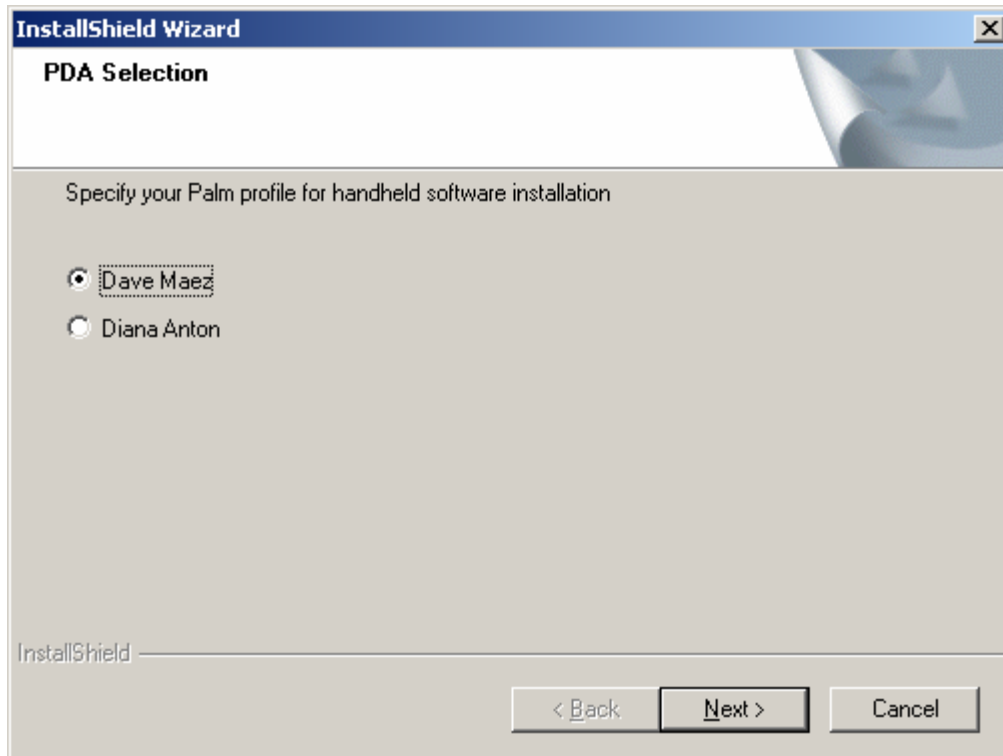 InstallShield Wizard
PDA Selection
Specify your Palm profile for handheld software installation
Dave Maez
Diana Anton
InstallShield
< Back Next > Cancel